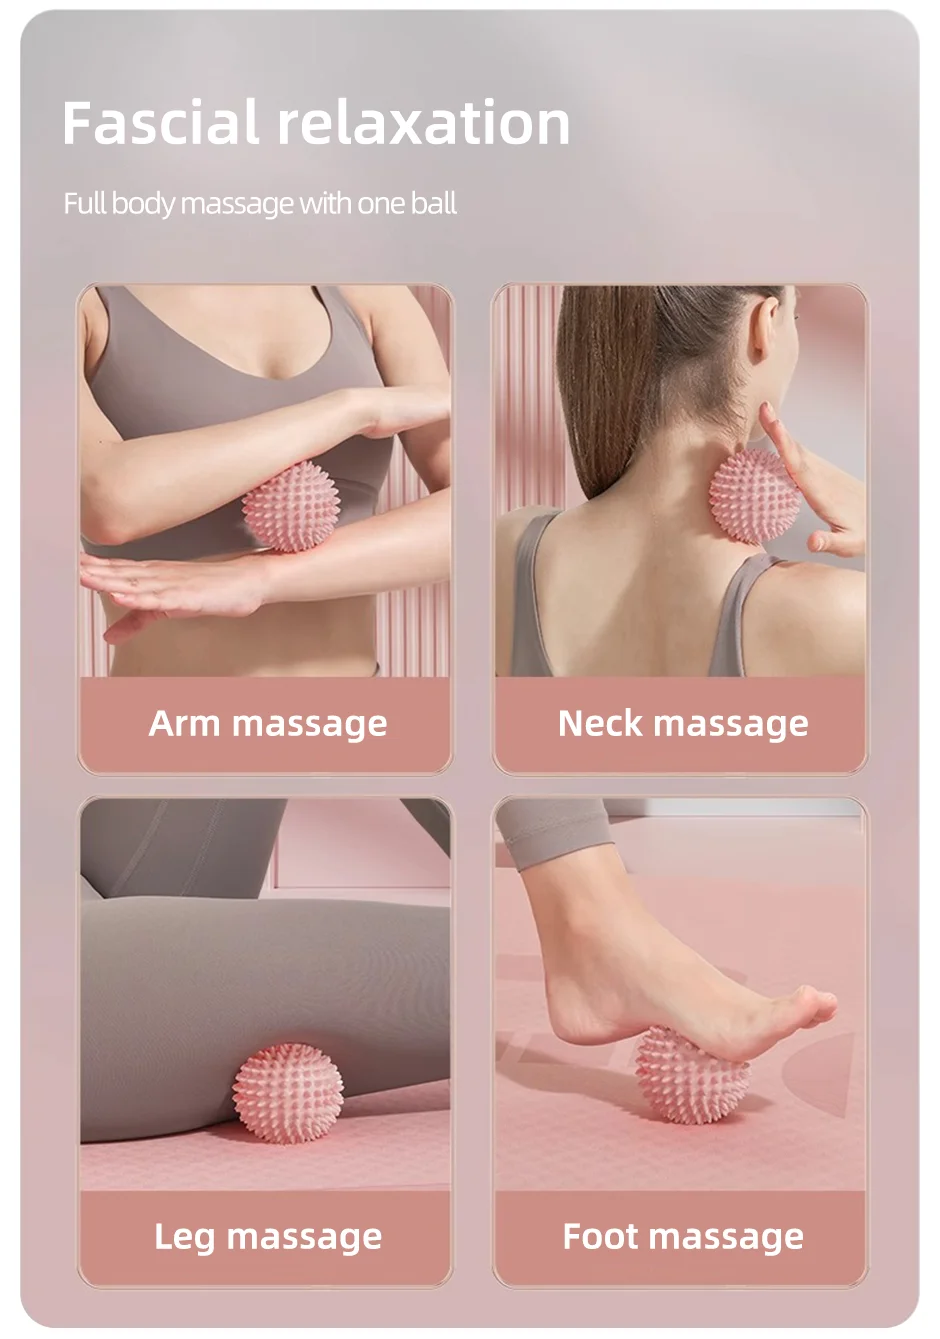 Fascial relaxation
Full body massage with one ball
Arm massage
Neck massage
Leg massage
Foot massage